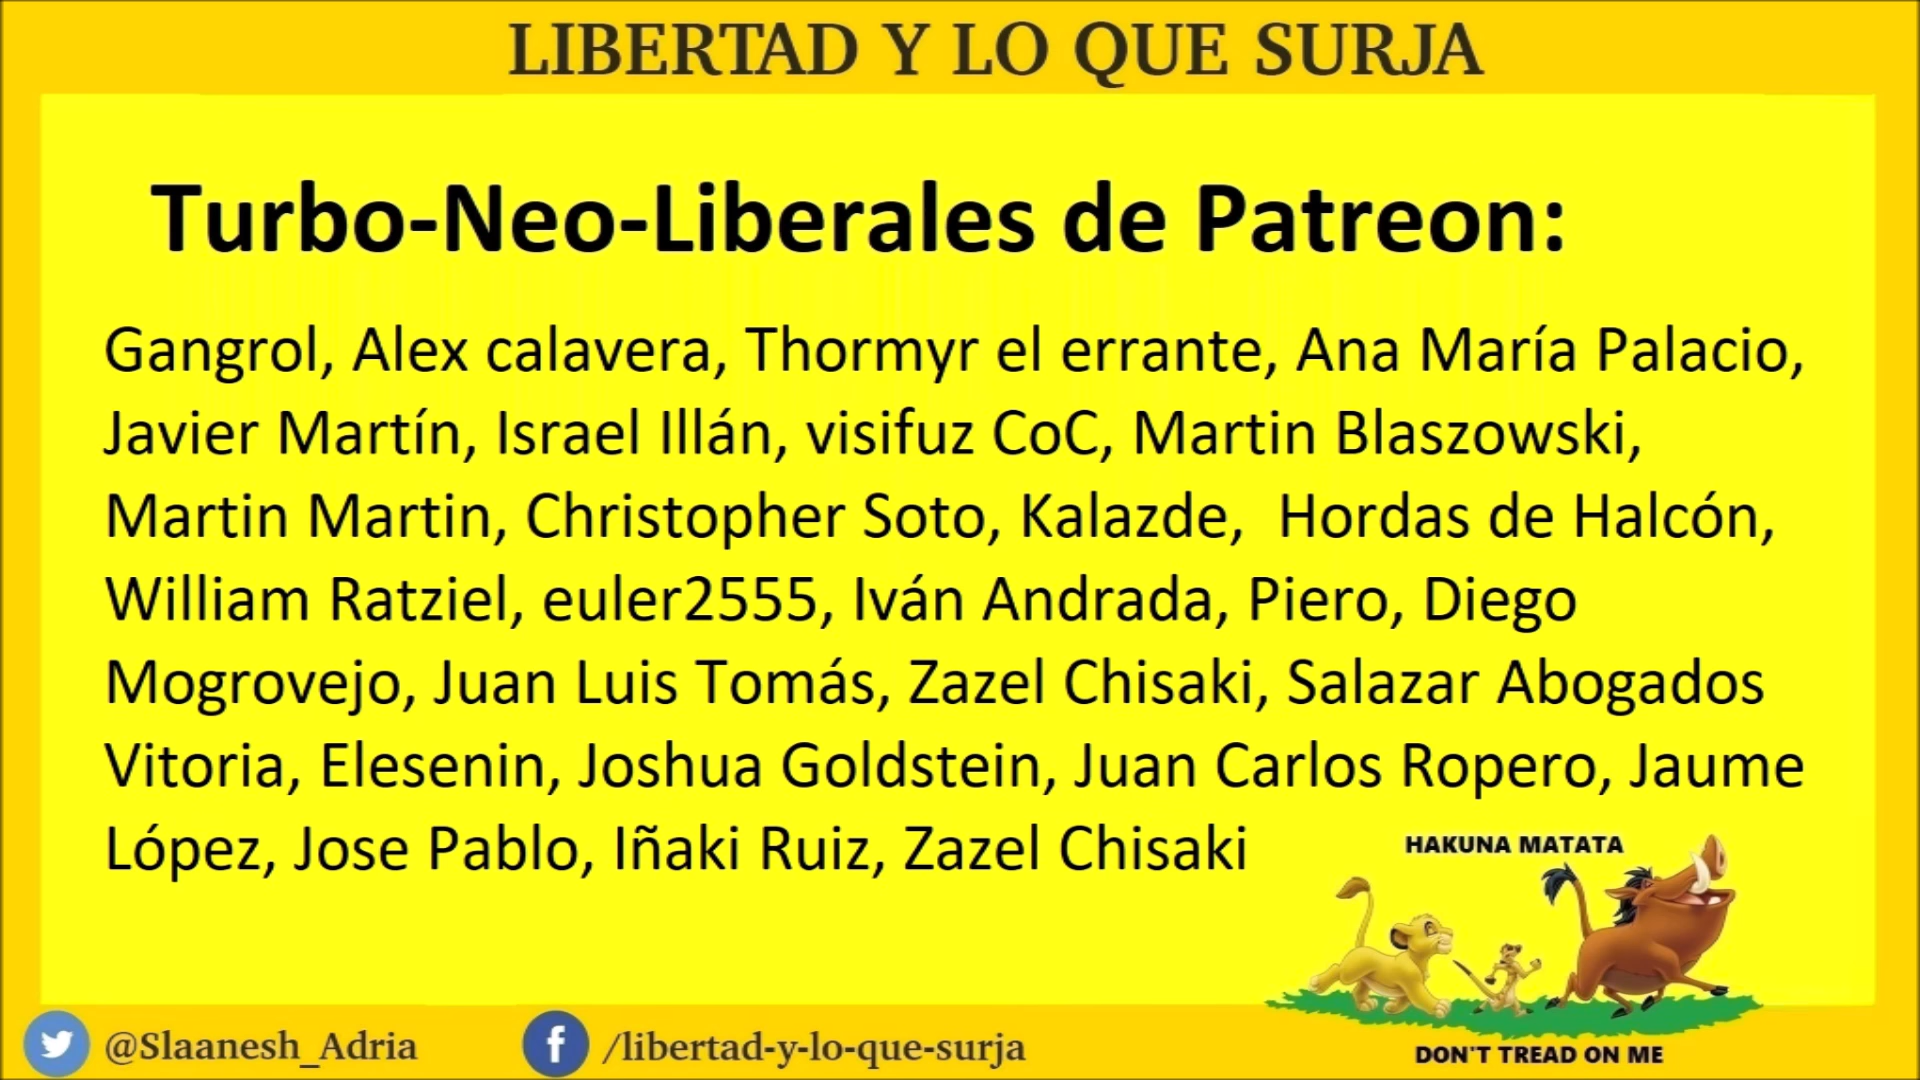 LIBERTAD Y LO QUE SURJA
Turbo-Neo-Liberales de Patreon:
Gangrol, Alex calavera, Thormyr el errante, Ana María Palacio,
Javier Martín, Israel Illán, visifuz CoC, Martin Blaszowski,
Martin Martin, Christopher Soto, Kalazde,  Hordas de Halcón,
William Ratziel, euler2555, Iván Andrada, Piero, Diego
Mogrovejo, Juan Luis Tomás, Zazel Chisaki, Salazar Abogados
Vitoria, Elesenin, Joshua Goldstein, Juan Carlos Ropero, Jaume
López, Jose Pablo, Iñaki Ruiz, Zazel Chisaki
HAKUNA MATATA
DON'T TREAD ON ME
@Slaanesh_Adria
/libertad-y-lo-que-surja